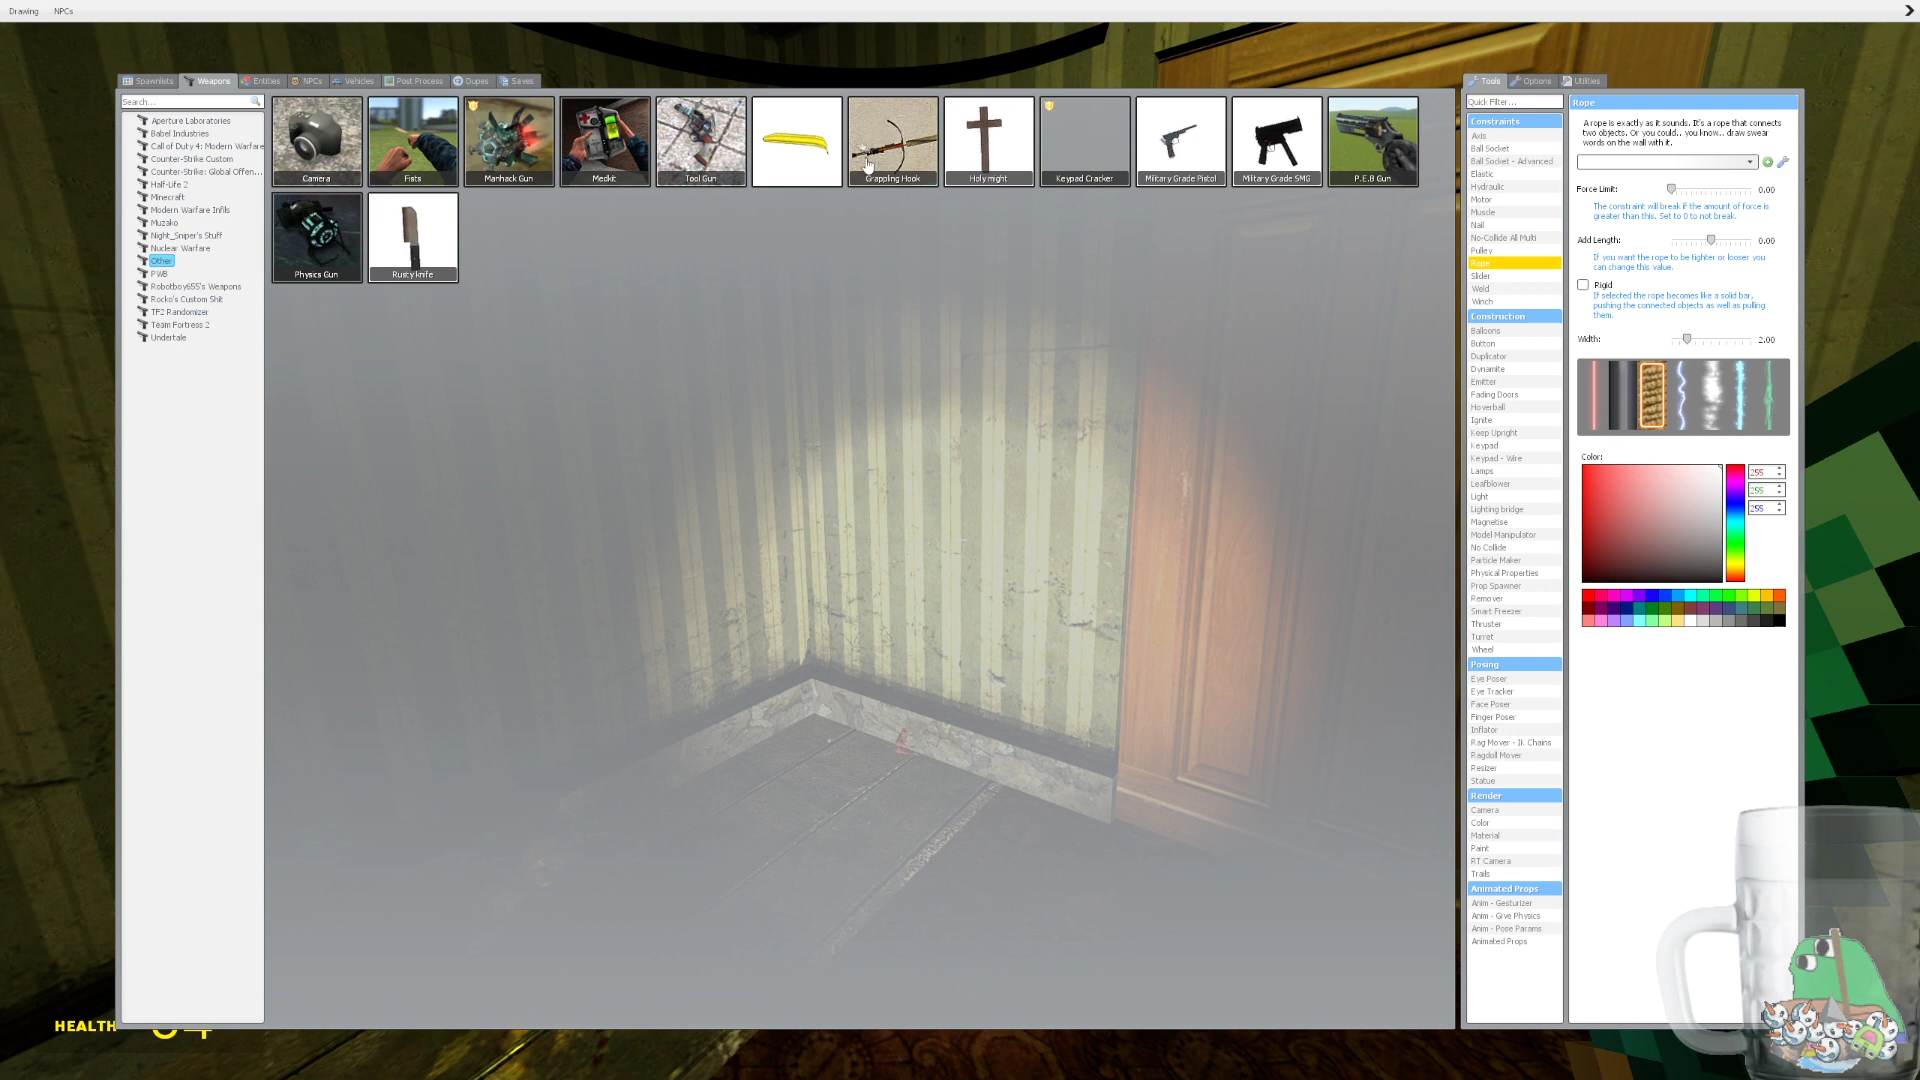 Drawing NPCs
Spawnlists Weapons Entities NPCs Vehicles Post Process Dupes Saves
Search...
Aperture Laboratories
Babel Industries
Call of Duty 4: Modern Warfare
Counter-Strike Custom
Counter-Strike: Global Offen...
Half-Life 2
Minecraft
Modern Warfare Infils
Muzako
Night_Sniper's Stuff
Nuclear Warfare
Other
PWB
Robotboy655's Weapons
Rocko's Custom Shit
TF2 Randomizer
Team Fortress 2
Undertale
Camera Fists Manhack Gun Medkit Tool Gun Grappling Hook Holy might Keypad Cracker Military Grade Pistol Military Grade SMG P.E.B Gun
Physics Gun Rusty knife
HEALTH
Tools Options Utilities
Quick Filter...
Constraints
Axis
Ball Socket
Ball Socket - Advanced
Elastic
Hydraulic
Motor
Muscle
Nail
No-Collide All Multi
Pulley
Rope
Slider
Weld
Winch
Construction
Balloons
Button
Duplicator
Dynamite
Emitter
Fading Doors
Hoverball
Ignite
Keep Upright
Keypad
Keypad - Wire
Lamps
Leafblower
Light
Lighting bridge
Magnetise
Model Manipulator
No Collide
Particle Maker
Physical Properties
Prop Spawner
Remover
Smart Freezer
Thruster
Turret
Wheel
Posing
Eye Poser
Eye Tracker
Face Poser
Finger Poser
Inflator
Rag Mover - IK Chains
Ragdoll Mover
Resizer
Statue
Render
Camera
Color
Material
Paint
RT Camera
Trails
Animated Props
Anim - Gesturizer
Anim - Give Physics
Anim - Pose Params
Animated Props
Rope
A rope is exactly as it sounds. It's a rope that connects
two objects. Or you could.. you know.. draw swear
words on the wall with it.
Force Limit: 0.00
The constraint will break if the amount of force is
greater than this. Set to 0 to not break.
Add Length: 0.00
If you want the rope to be tighter or looser you
can change this value.
Rigid
If selected the rope becomes like a solid bar,
pushing the connected objects as well as pulling
them.
Width: 2.00
Color:
255
255
255